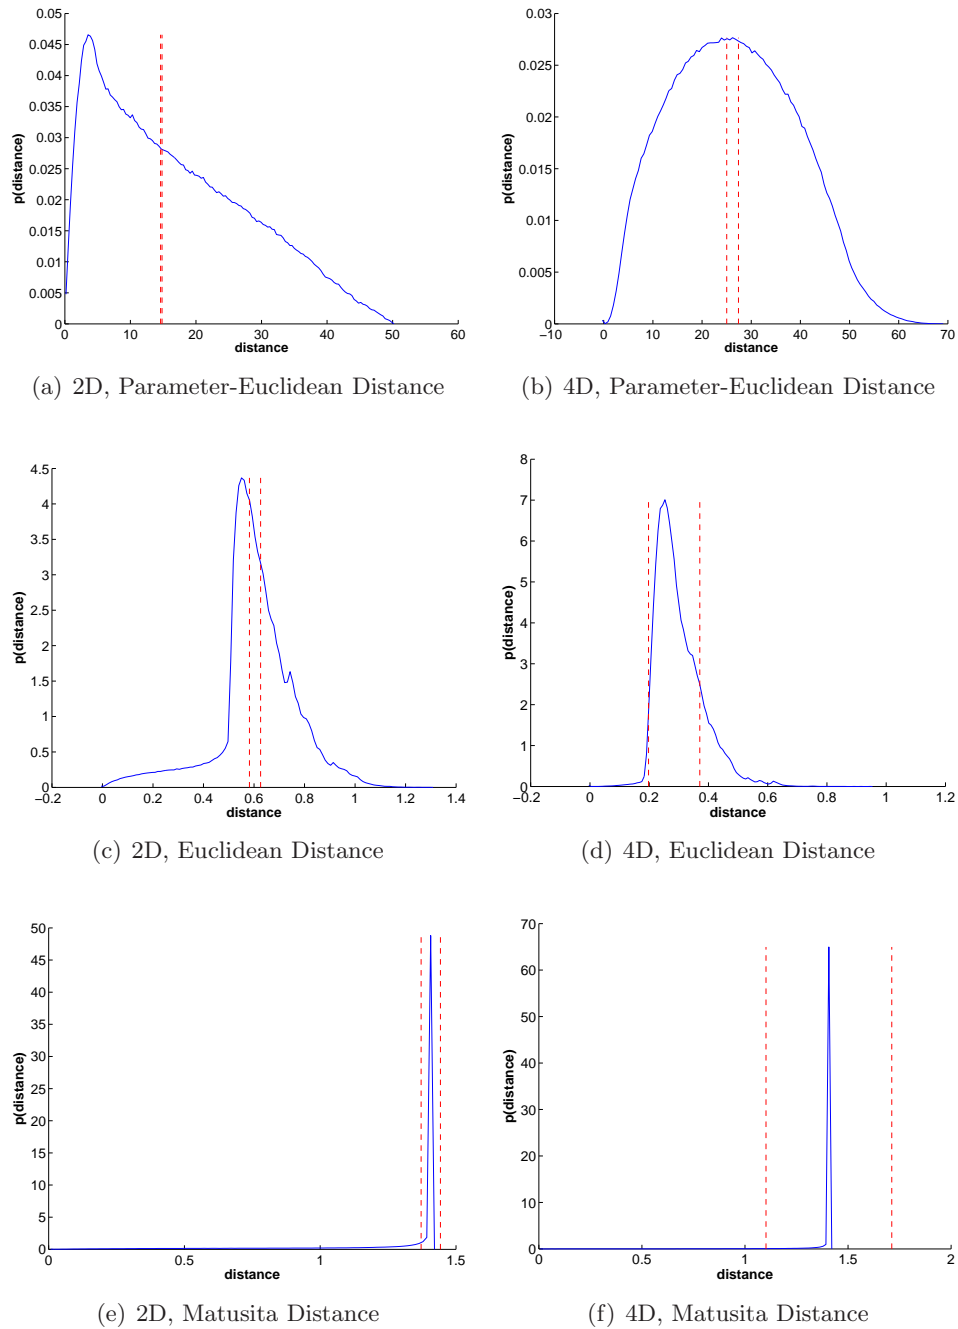 0.05
0.045
0.04
0.035
0.03
0.025
0.02
0.015
0.01
0.005
0
p(distance)
0 10 20 30 40 50 60
distance
(a) 2D, Parameter-Euclidean Distance
0.03
0.025
0.02
0.015
0.01
0.005
0
p(distance)
−10 0 10 20 30 40 50 60 70
distance
(b) 4D, Parameter-Euclidean Distance
4.5
4
3.5
3
2.5
2
1.5
1
0.5
0
p(distance)
−0.2 0 0.2 0.4 0.6 0.8 1 1.2 1.4
distance
(c) 2D, Euclidean Distance
8
7
6
5
4
3
2
1
0
p(distance)
−0.2 0 0.2 0.4 0.6 0.8 1 1.2
distance
(d) 4D, Euclidean Distance
50
45
40
35
30
25
20
15
10
5
0
p(distance)
0 0.5 1 1.5
distance
(e) 2D, Matusita Distance
70
60
50
40
30
20
10
0
p(distance)
0 0.5 1 1.5 2
distance
(f) 4D, Matusita Distance